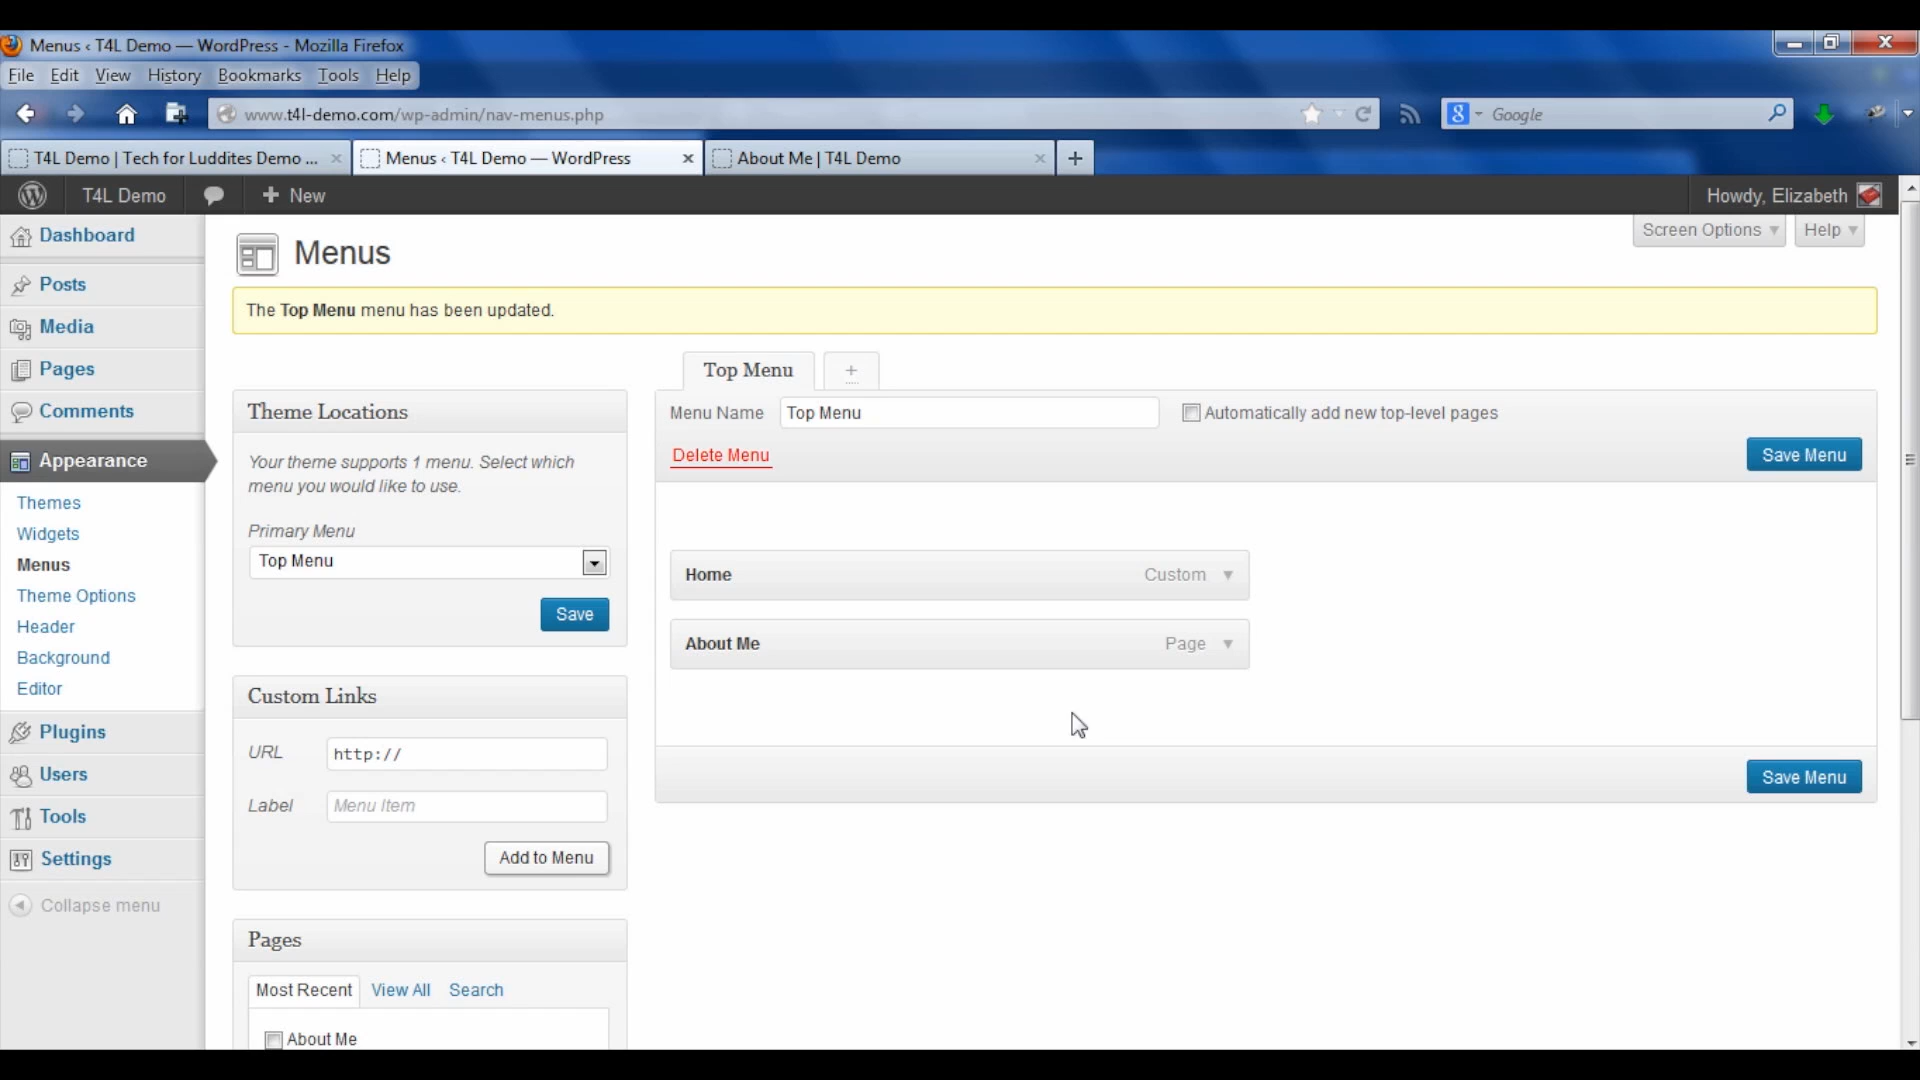 Menus ‹ T4L Demo — WordPress - Mozilla Firefox
File Edit View History Bookmarks Tools Help
www.t4l-demo.com/wp-admin/nav-menus.php
Google
T4L Demo | Tech for Luddites Demo ...
Menus ‹ T4L Demo — WordPress
About Me | T4L Demo
T4L Demo
+ New
Howdy, Elizabeth
Screen Options
Help
Dashboard
Posts
Media
Pages
Comments
Appearance
Themes
Widgets
Menus
Theme Options
Header
Background
Editor
Plugins
Users
Tools
Settings
Collapse menu
Menus
The Top Menu menu has been updated.
Theme Locations
Your theme supports 1 menu. Select which
menu you would like to use.
Primary Menu
Top Menu
Save
Custom Links
URL
http://
Label
Menu Item
Add to Menu
Pages
Most Recent
View All
Search
About Me
Top Menu
+
Menu Name
Top Menu
Automatically add new top-level pages
Delete Menu
Save Menu
Home
Custom
About Me
Page
Save Menu